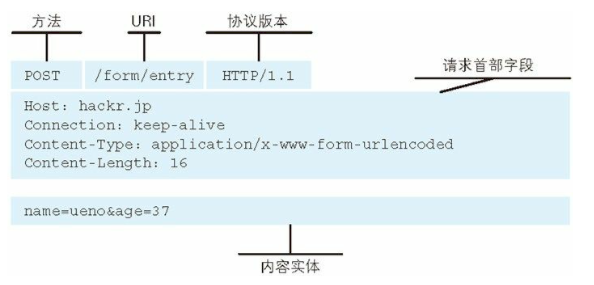 方法 URI 协议版本
请求首部字段
POST /form/entry HTTP/1.1
Host: hackr.jp
Connection: keep-alive
Content-Type: application/x-www-form-urlencoded
Content-Length: 16
name=ueno&age=37
内容实体